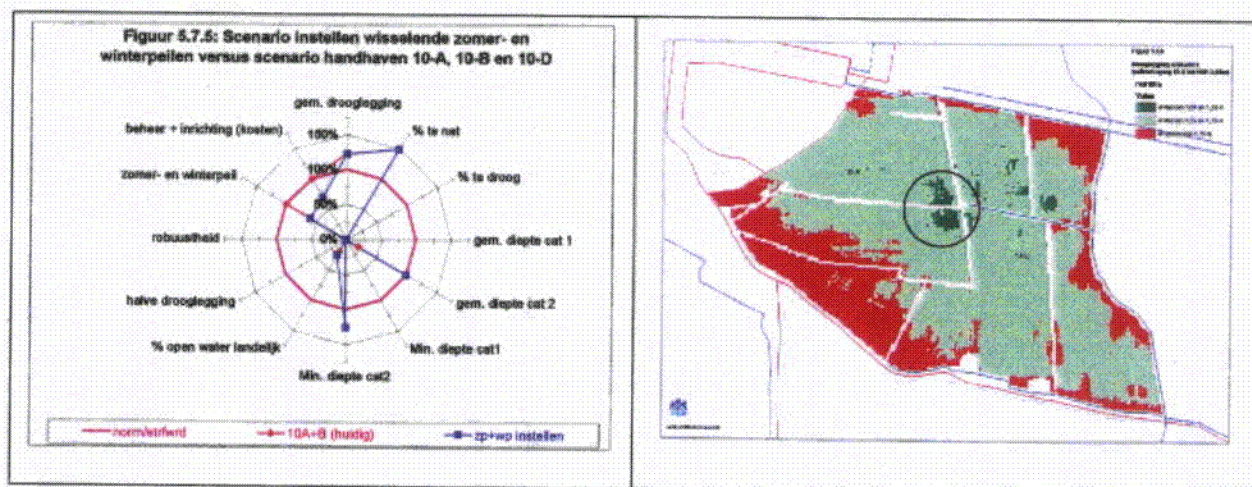 Figuur 5.7.5: Scenario instellen wisselende zomer- en
winterpeilen versus scenario handhaven 10-A, 10-B en 10-D
gem. drooglegging
% te nat
% te droog
gem. diepte cat 1
gem. diepte cat 2
Min. diepte cat1
Min. diepte cat2
% open water landelijk
halve drooglegging
robuustheid
zomer- en winterpeil
beheer + inrichting (kosten)
150%
100%
50%
0%
norm/strfwrd
10A+B (huidig)
zp+wp instellen